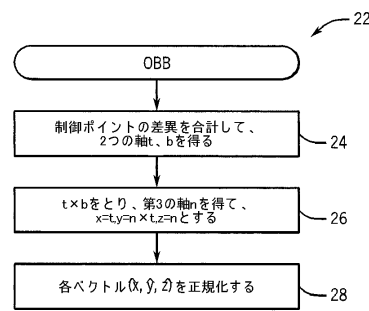 22
OBB
制御ポイントの差異を合計して、
2つの軸t、bを得る
24
t×bをとり、第3の軸nを得て、
x=t,y=n×t,z=nとする
26
各ベクトル(x̂, ŷ, ẑ)を正規化する
28